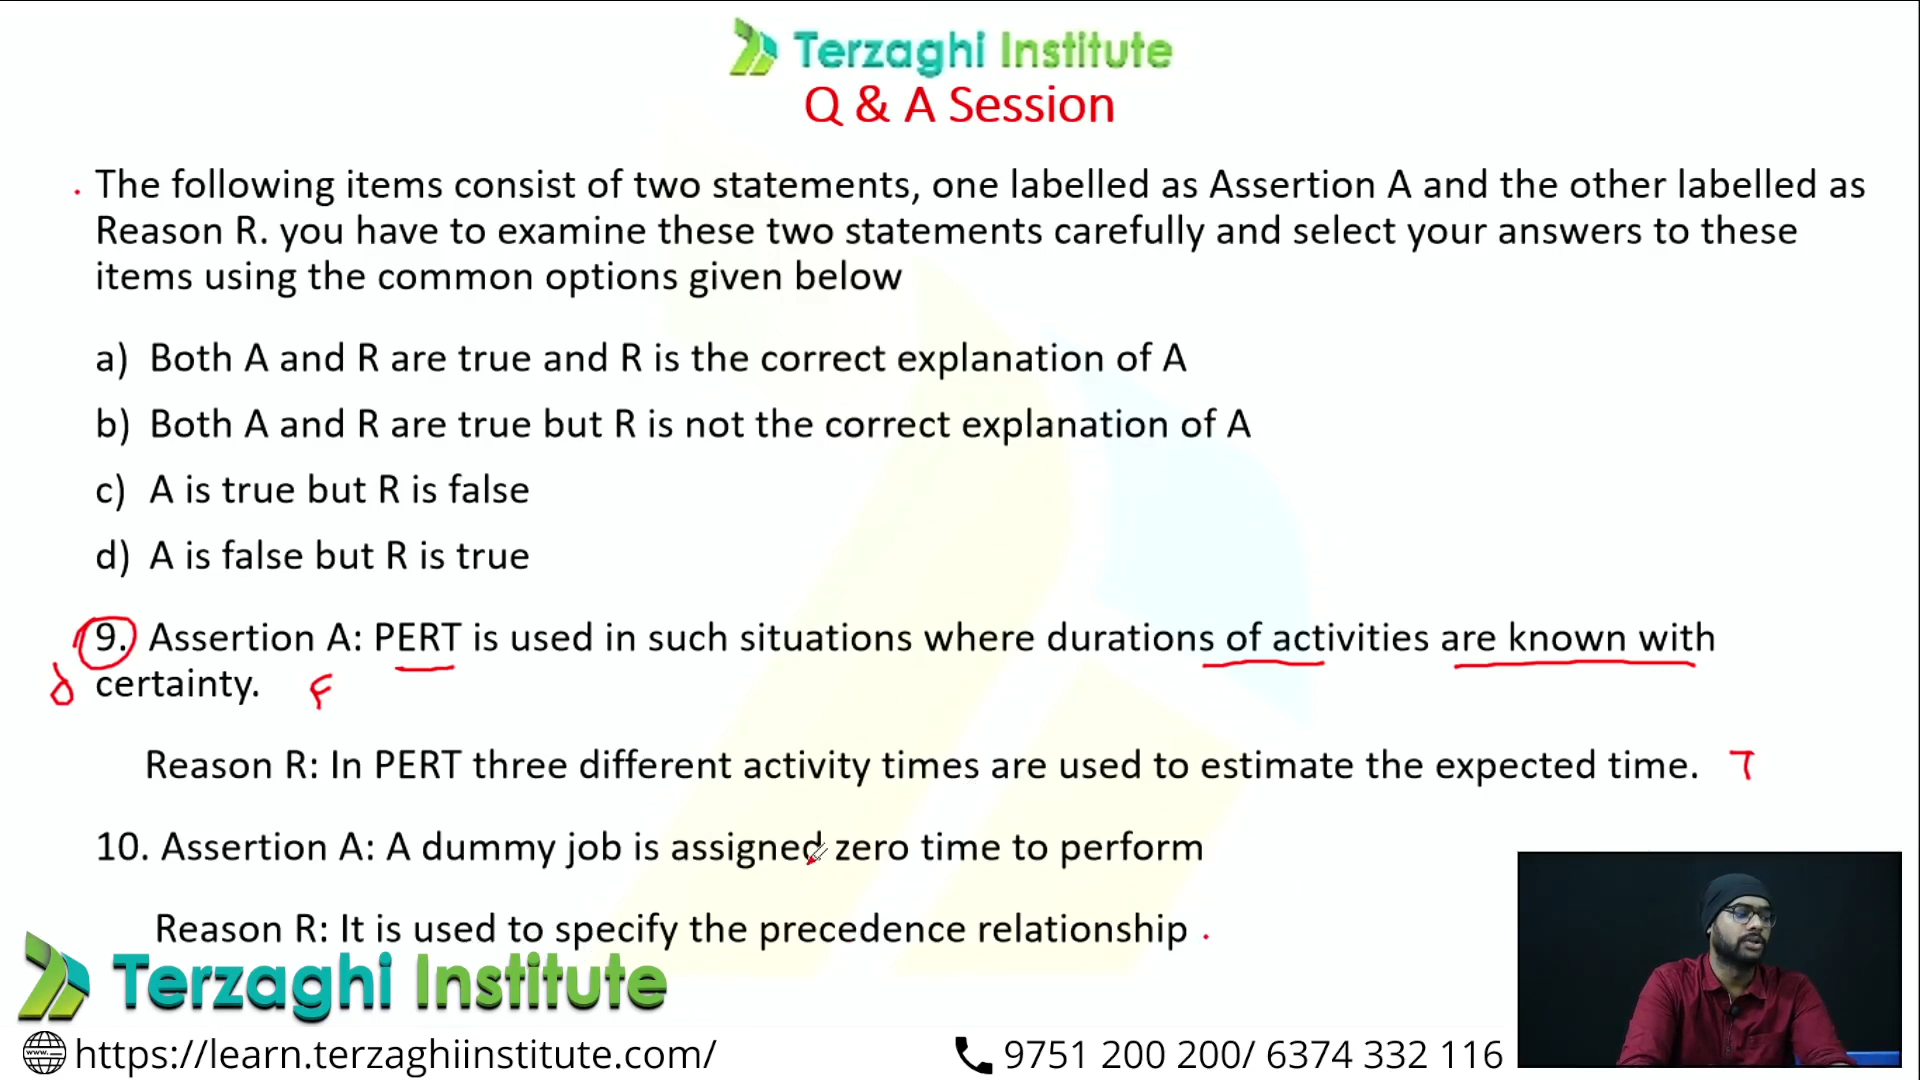 Terzaghi Institute
Q & A Session
The following items consist of two statements, one labelled as Assertion A and the other labelled as
Reason R. you have to examine these two statements carefully and select your answers to these
items using the common options given below
a) Both A and R are true and R is the correct explanation of A
b) Both A and R are true but R is not the correct explanation of A
c) A is true but R is false
d) A is false but R is true
9. Assertion A: PERT is used in such situations where durations of activities are known with
d certainty. F
Reason R: In PERT three different activity times are used to estimate the expected time. T
10. Assertion A: A dummy job is assigned zero time to perform
Reason R: It is used to specify the precedence relationship
Terzaghi Institute
www. https://learn.terzaghiinstitute.com/ 9751 200 200/ 6374 332 116